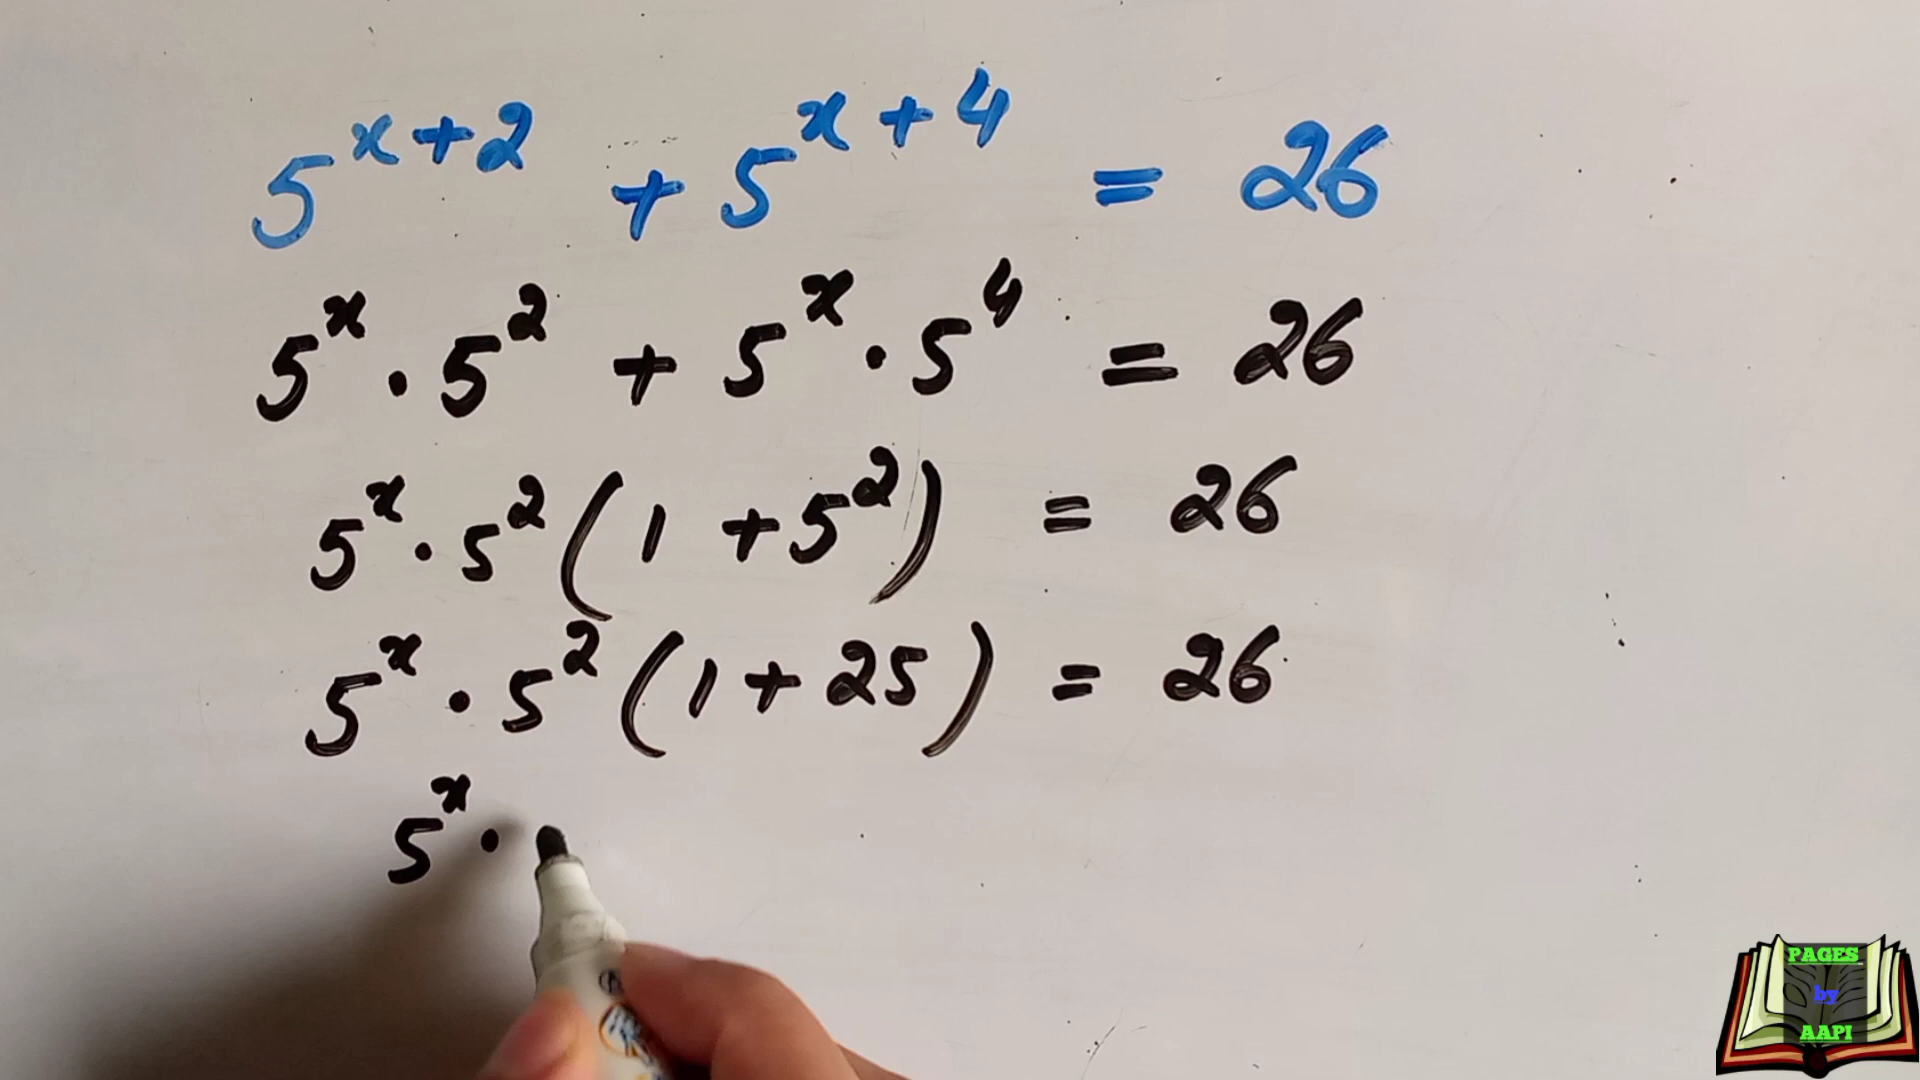 5^{x+2} + 5^{x+4} = 26
5^x · 5^2 + 5^x · 5^4 = 26
5^x · 5^2 (1 + 5^2) = 26
5^x · 5^2 (1 + 25) = 26
5^x ·
PAGES
by
AAPI